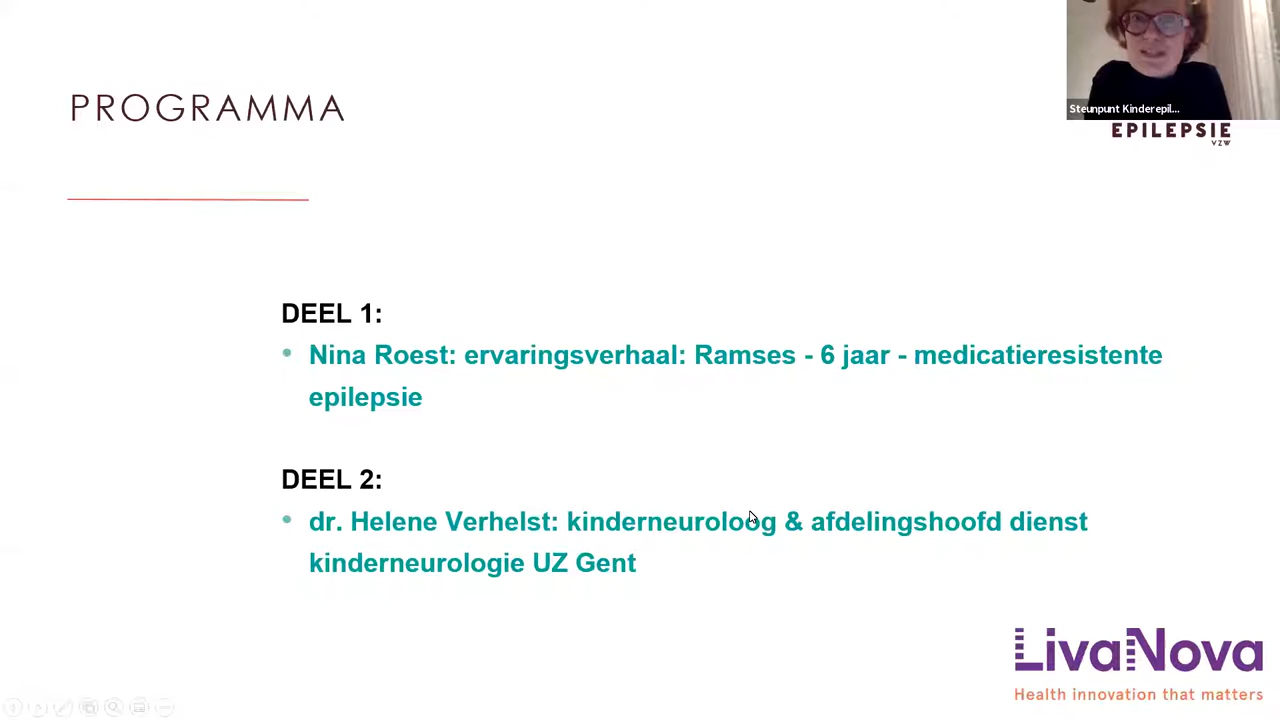 PROGRAMMA
Steunpunt Kinderepil...
EPILEPSIE
VZW
DEEL 1:
• Nina Roest: ervaringsverhaal: Ramses - 6 jaar - medicatieresistente
epilepsie
DEEL 2:
• dr. Helene Verhelst: kinderneuroloog & afdelingshoofd dienst
kinderneurologie UZ Gent
LivaNova
Health innovation that matters